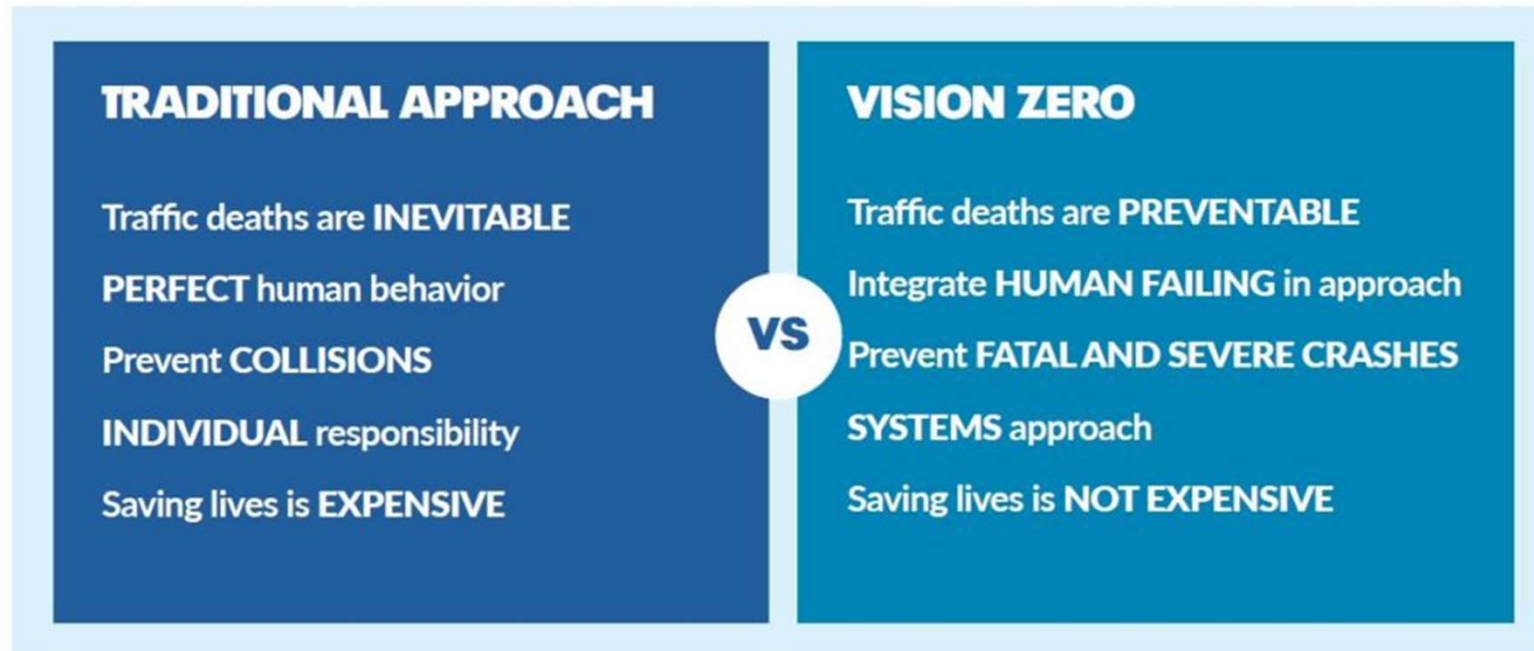 TRADITIONAL APPROACH
Traffic deaths are INEVITABLE
PERFECT human behavior
Prevent COLLISIONS
INDIVIDUAL responsibility
Saving lives is EXPENSIVE
VS
VISION ZERO
Traffic deaths are PREVENTABLE
Integrate HUMAN FAILING in approach
Prevent FATAL AND SEVERE CRASHES
SYSTEMS approach
Saving lives is NOT EXPENSIVE